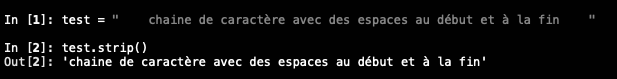 In [1]: test = "    chaine de caractère avec des espaces au début et à la fin    "
In [2]: test.strip()
Out[2]: 'chaine de caractère avec des espaces au début et à la fin'